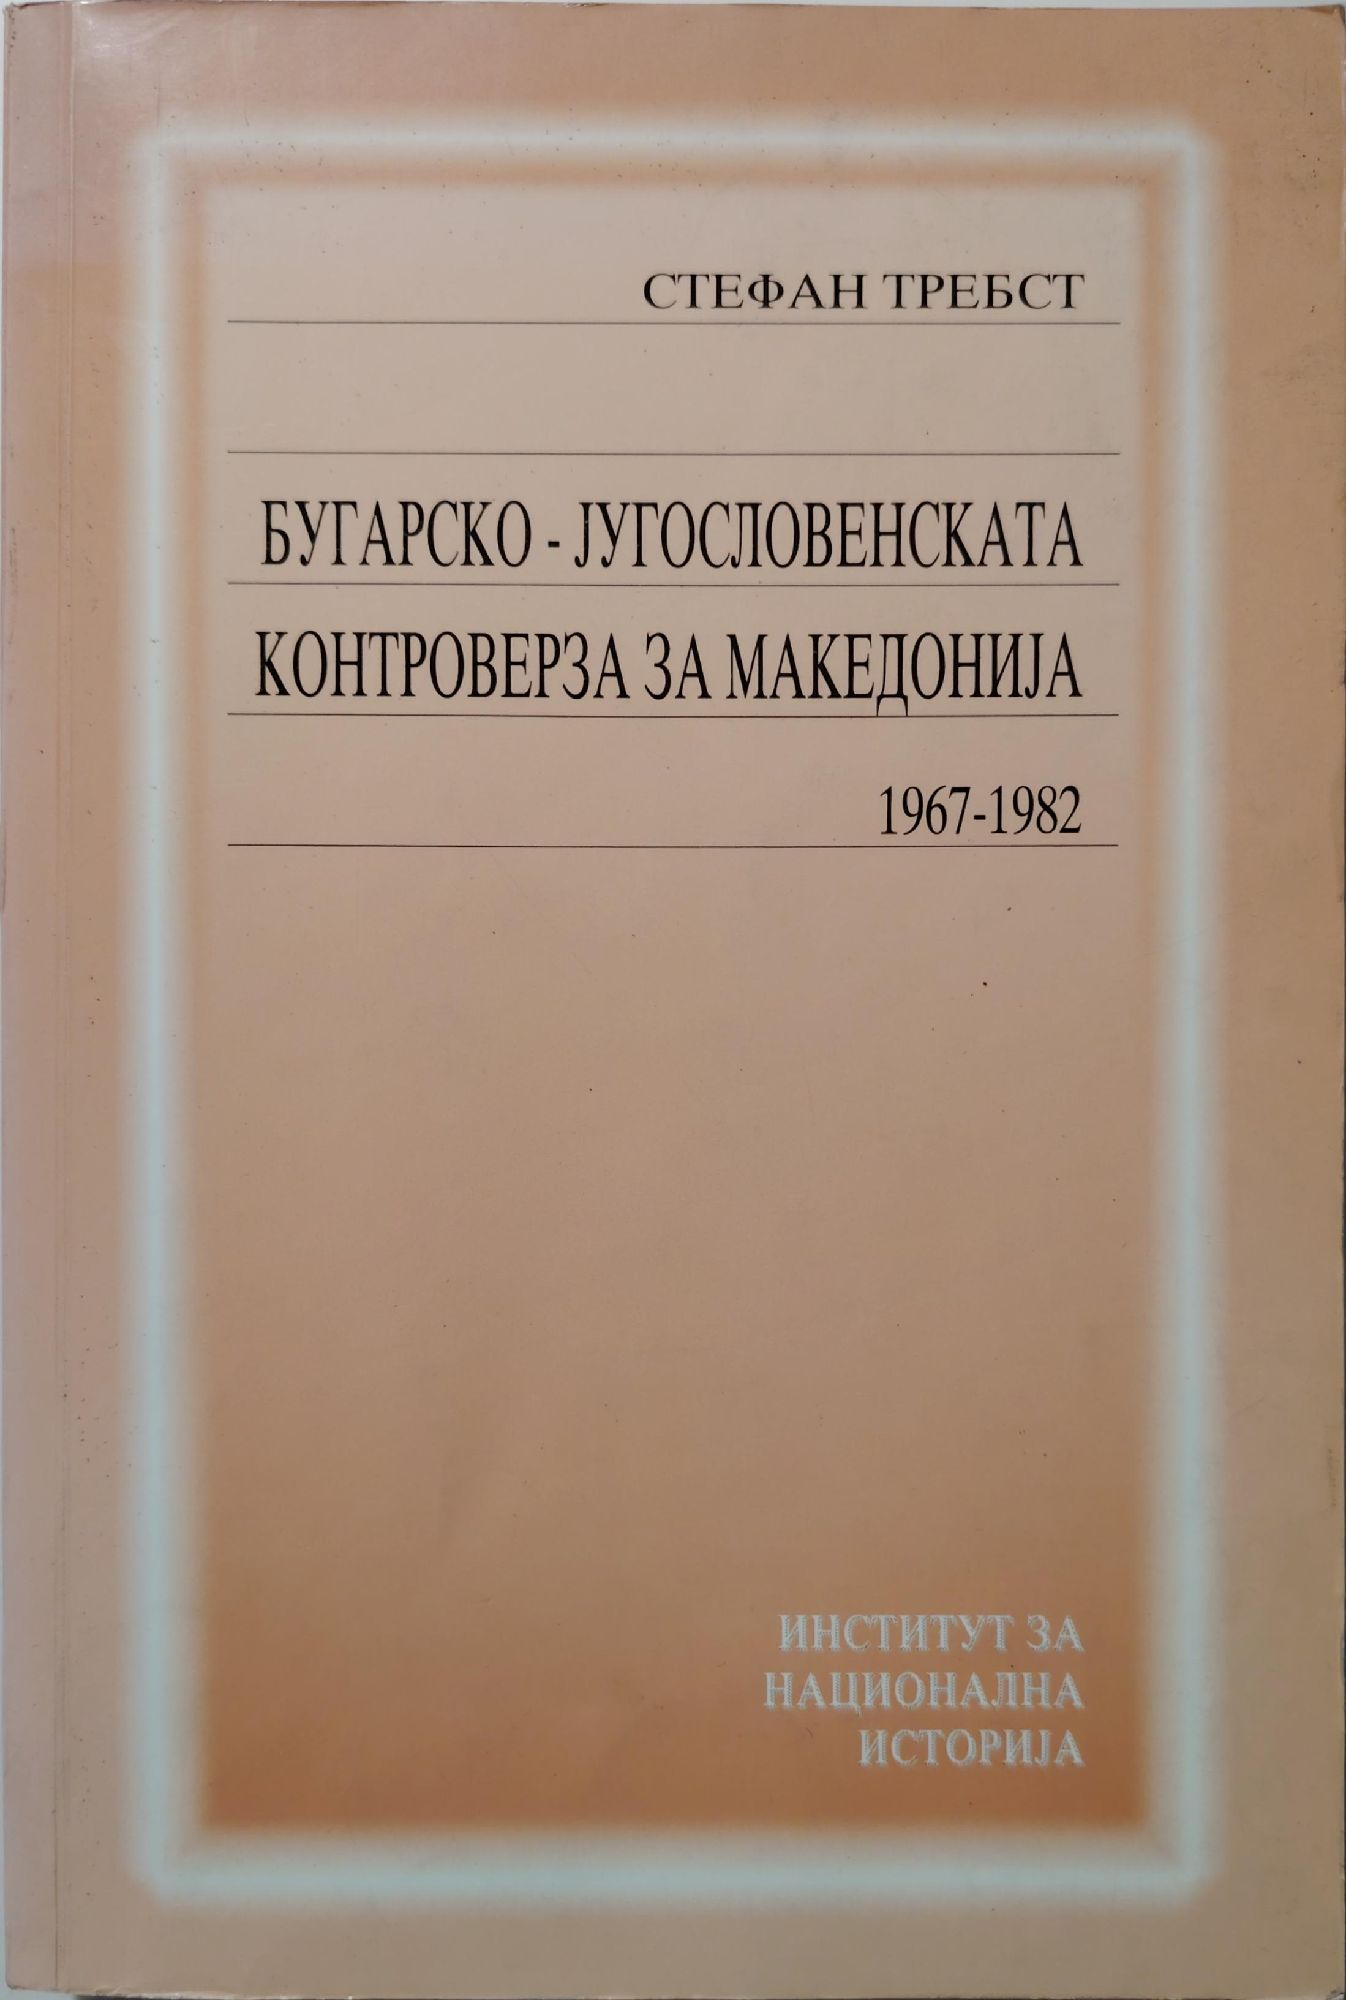 СТЕФАН ТРЕБСТ
БУГАРСКО - ЈУГОСЛОВЕНСКАТА
КОНТРОВЕРЗА ЗА МАКЕДОНИЈА
1967-1982
ИНСТИТУТ ЗА
НАЦИОНАЛНА
ИСТОРИЈА